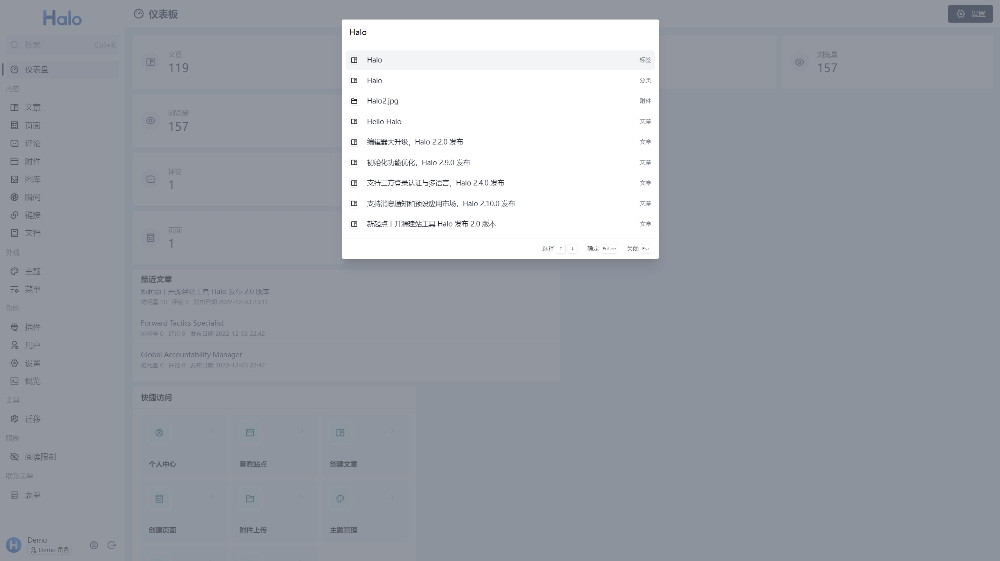 Halo
搜索 Ctrl+K
仪表盘
内容
文章
页面
评论
附件
图库
瞬间
链接
文档
外观
主题
菜单
系统
插件
用户
设置
概览
工具
迁移
限制
阅读限制
联系表单
表单
Demo
Demo 角色
仪表板
设置
文章
119
浏览量
157
浏览量
157
评论
1
页面
1
Halo
Halo 标签
Halo 分类
Halo2.jpg 附件
Hello Halo 文章
编辑器大升级，Halo 2.2.0 发布 文章
初始化功能优化，Halo 2.9.0 发布 文章
支持三方登录认证与多语言，Halo 2.4.0 发布 文章
支持消息通知和预设应用市场，Halo 2.10.0 发布 文章
新起点丨开源建站工具 Halo 发布 2.0 版本 文章
选择 ↑ ↓ 确定 Enter 关闭 Esc
最近文章
新起点丨开源建站工具 Halo 发布 2.0 版本
访问量 18 评论 0 发布日期 2022-12-03 23:11
Forward Tactics Specialist
访问量 0 评论 0 发布日期 2022-12-03 22:42
Global Accountability Manager
访问量 0 评论 0 发布日期 2022-12-03 22:42
快捷访问
个人中心 查看站点 创建文章
创建页面 附件上传 主题管理